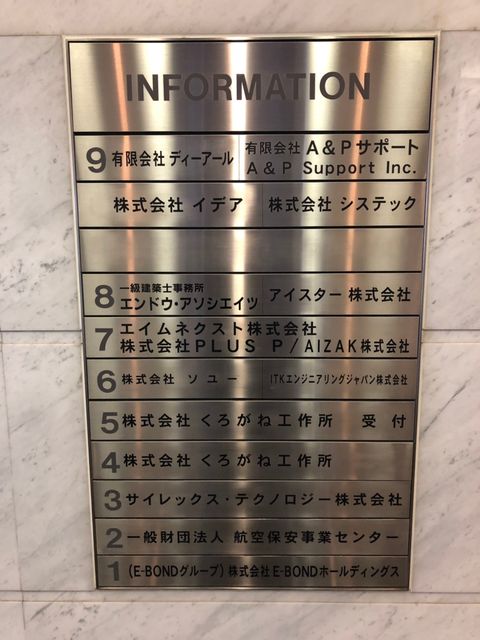 INFORMATION
9 有限会社 ディーアール 有限会社 A&Pサポート
A&P Support Inc.
株式会社 イデア 株式会社 システック
8 一級建築士事務所
エンドウ・アソシエイツ アイスター 株式会社
7 エイムネクスト株式会社
株式会社PLUS P/AIZAK株式会社
6 株式会社 ソユー ITKエンジニアリングジャパン株式会社
5 株式会社 くろがね工作所 受付
4 株式会社 くろがね工作所
3 サイレックス・テクノロジー株式会社
2 一般財団法人 航空保安事業センター
1 (E-BONDグループ) 株式会社 E-BONDホールディングス